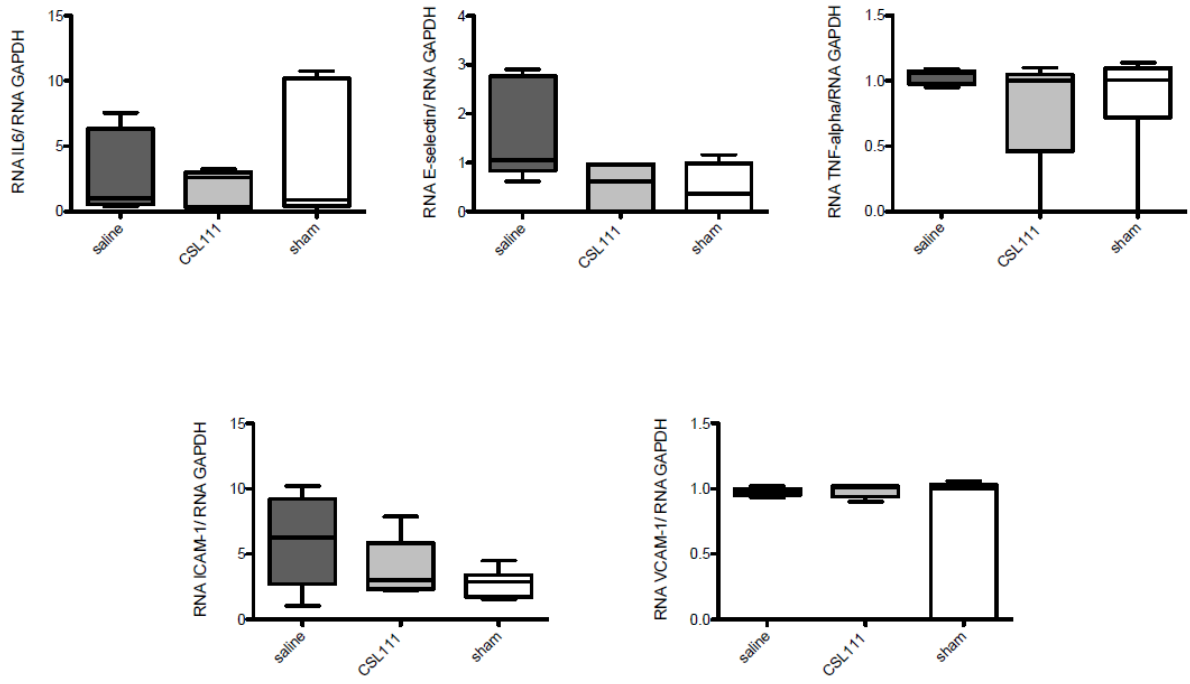 RNA IL6/ RNA GAPDH
15
10
5
0
saline
CSL111
sham
RNA E-selectin/ RNA GAPDH
4
3
2
1
0
saline
CSL111
sham
RNA TNF-alpha/RNA GAPDH
1.5
1.0
0.5
0.0
saline
CSL111
sham
RNA ICAM-1/ RNA GAPDH
15
10
5
0
saline
CSL111
sham
RNA VCAM-1/ RNA GAPDH
1.5
1.0
0.5
0.0
saline
CSL111
sham